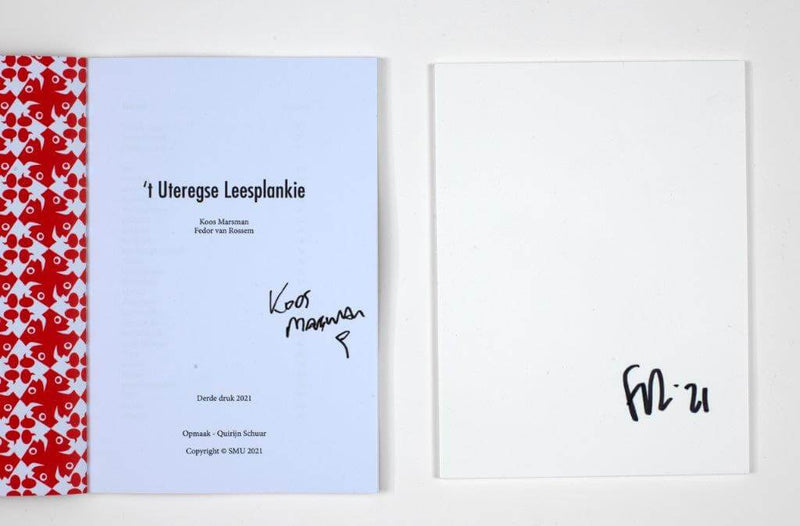 't Uteregse Leesplankie
Koos Marsman
Fedor van Rossem
Koos
Marsman
Derde druk 2021
Opmaak - Quirijn Schuur
Copyright © SMU 2021
FvR·21